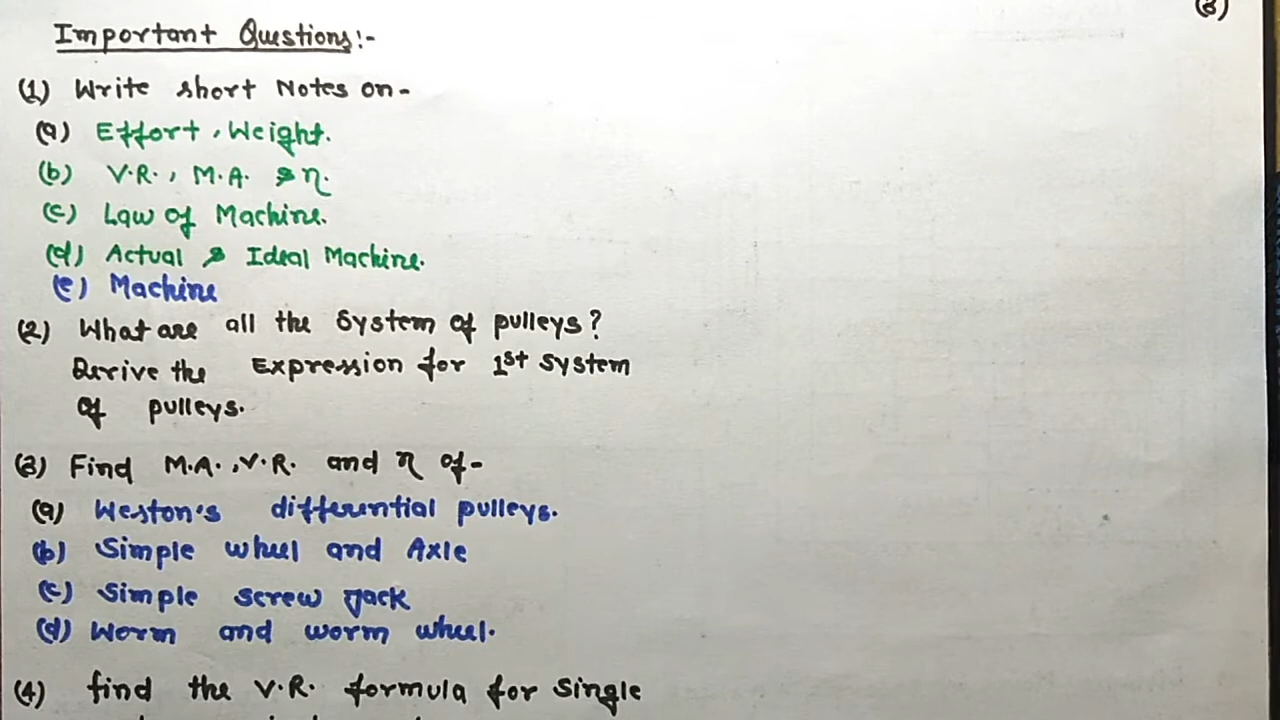 (8)
Important Questions:-
(1) Write short Notes on-
(a) Effort, Weight.
(b) V.R., M.A. & η.
(c) Law of Machine.
(d) Actual & Ideal Machine.
(e) Machine
(2) What are all the System of pulleys?
Derive the Expression for 1st system
of pulleys.
(3) Find M.A., V.R. and η of-
(a) Weston's differential pulleys.
(b) Simple wheel and Axle
(c) Simple screw Jack
(d) Worm and worm wheel.
(4) find the V.R. formula for Single